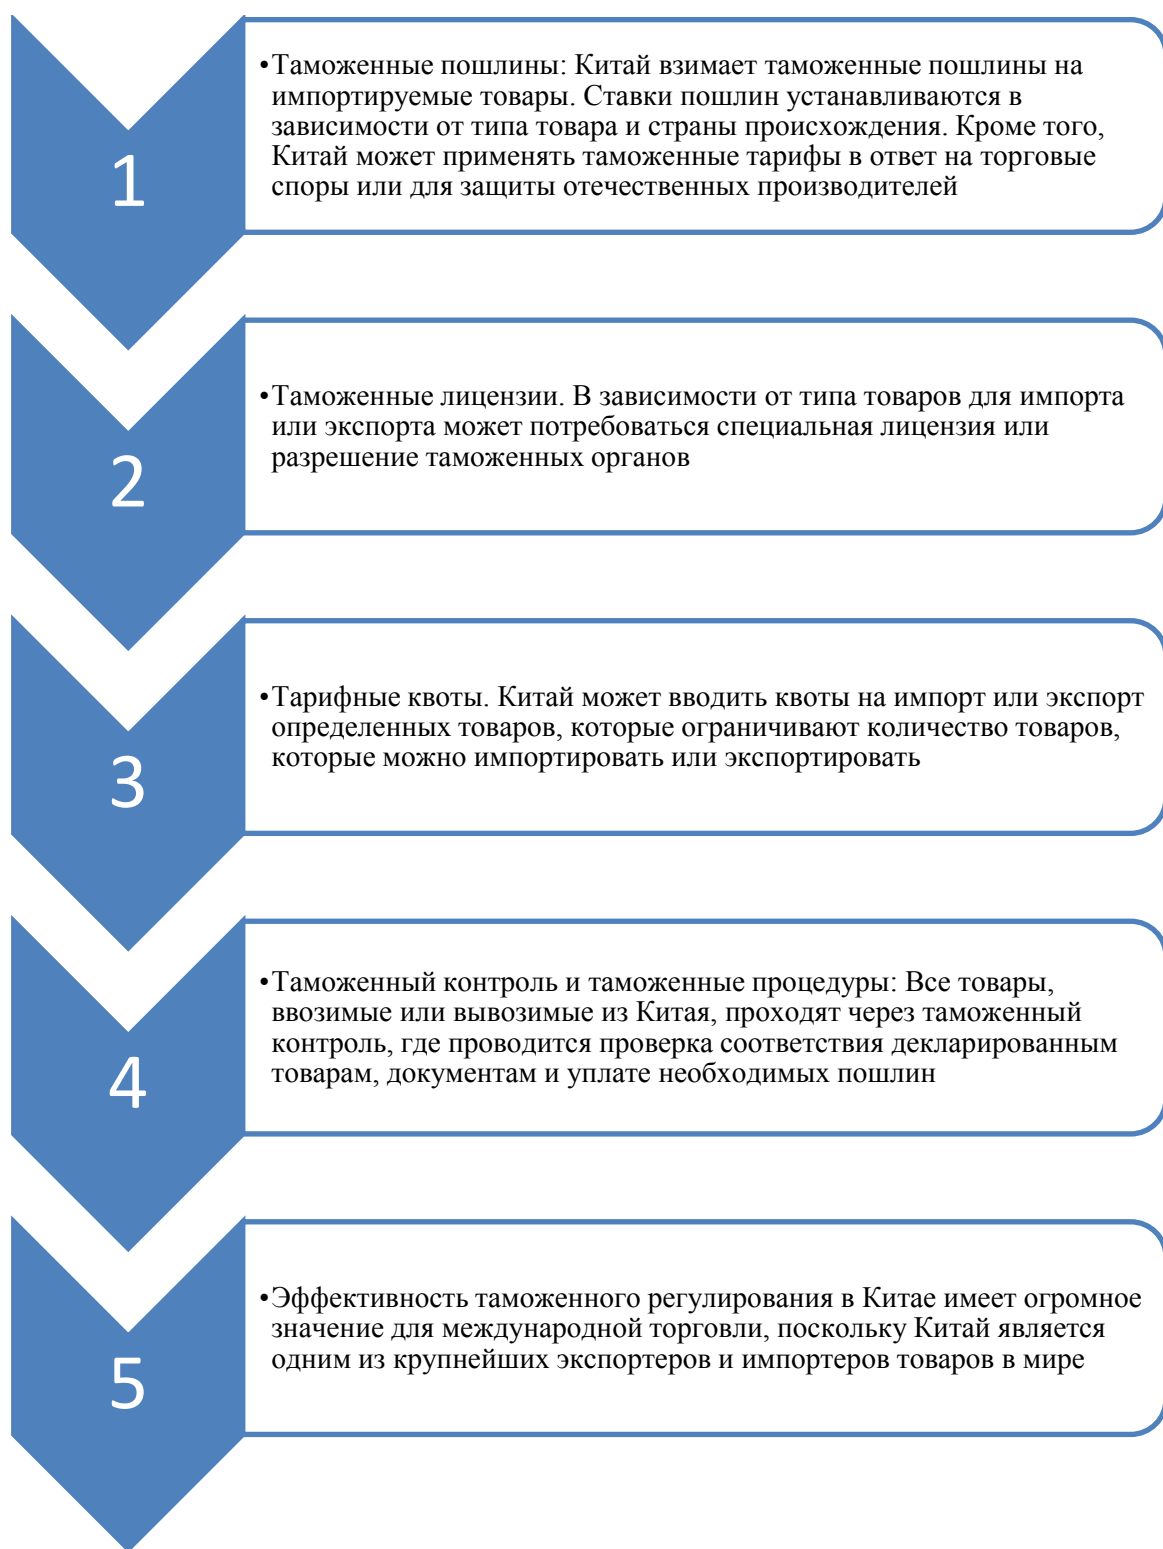 1
•Таможенные пошлины: Китай взимает таможенные пошлины на
импортируемые товары. Ставки пошлин устанавливаются в
зависимости от типа товара и страны происхождения. Кроме того,
Китай может применять таможенные тарифы в ответ на торговые
споры или для защиты отечественных производителей
2
•Таможенные лицензии. В зависимости от типа товаров для импорта
или экспорта может потребоваться специальная лицензия или
разрешение таможенных органов
3
•Тарифные квоты. Китай может вводить квоты на импорт или экспорт
определенных товаров, которые ограничивают количество товаров,
которые можно импортировать или экспортировать
4
•Таможенный контроль и таможенные процедуры: Все товары,
ввозимые или вывозимые из Китая, проходят через таможенный
контроль, где проводится проверка соответствия декларированным
товарам, документам и уплате необходимых пошлин
5
•Эффективность таможенного регулирования в Китае имеет огромное
значение для международной торговли, поскольку Китай является
одним из крупнейших экспортеров и импортеров товаров в мире